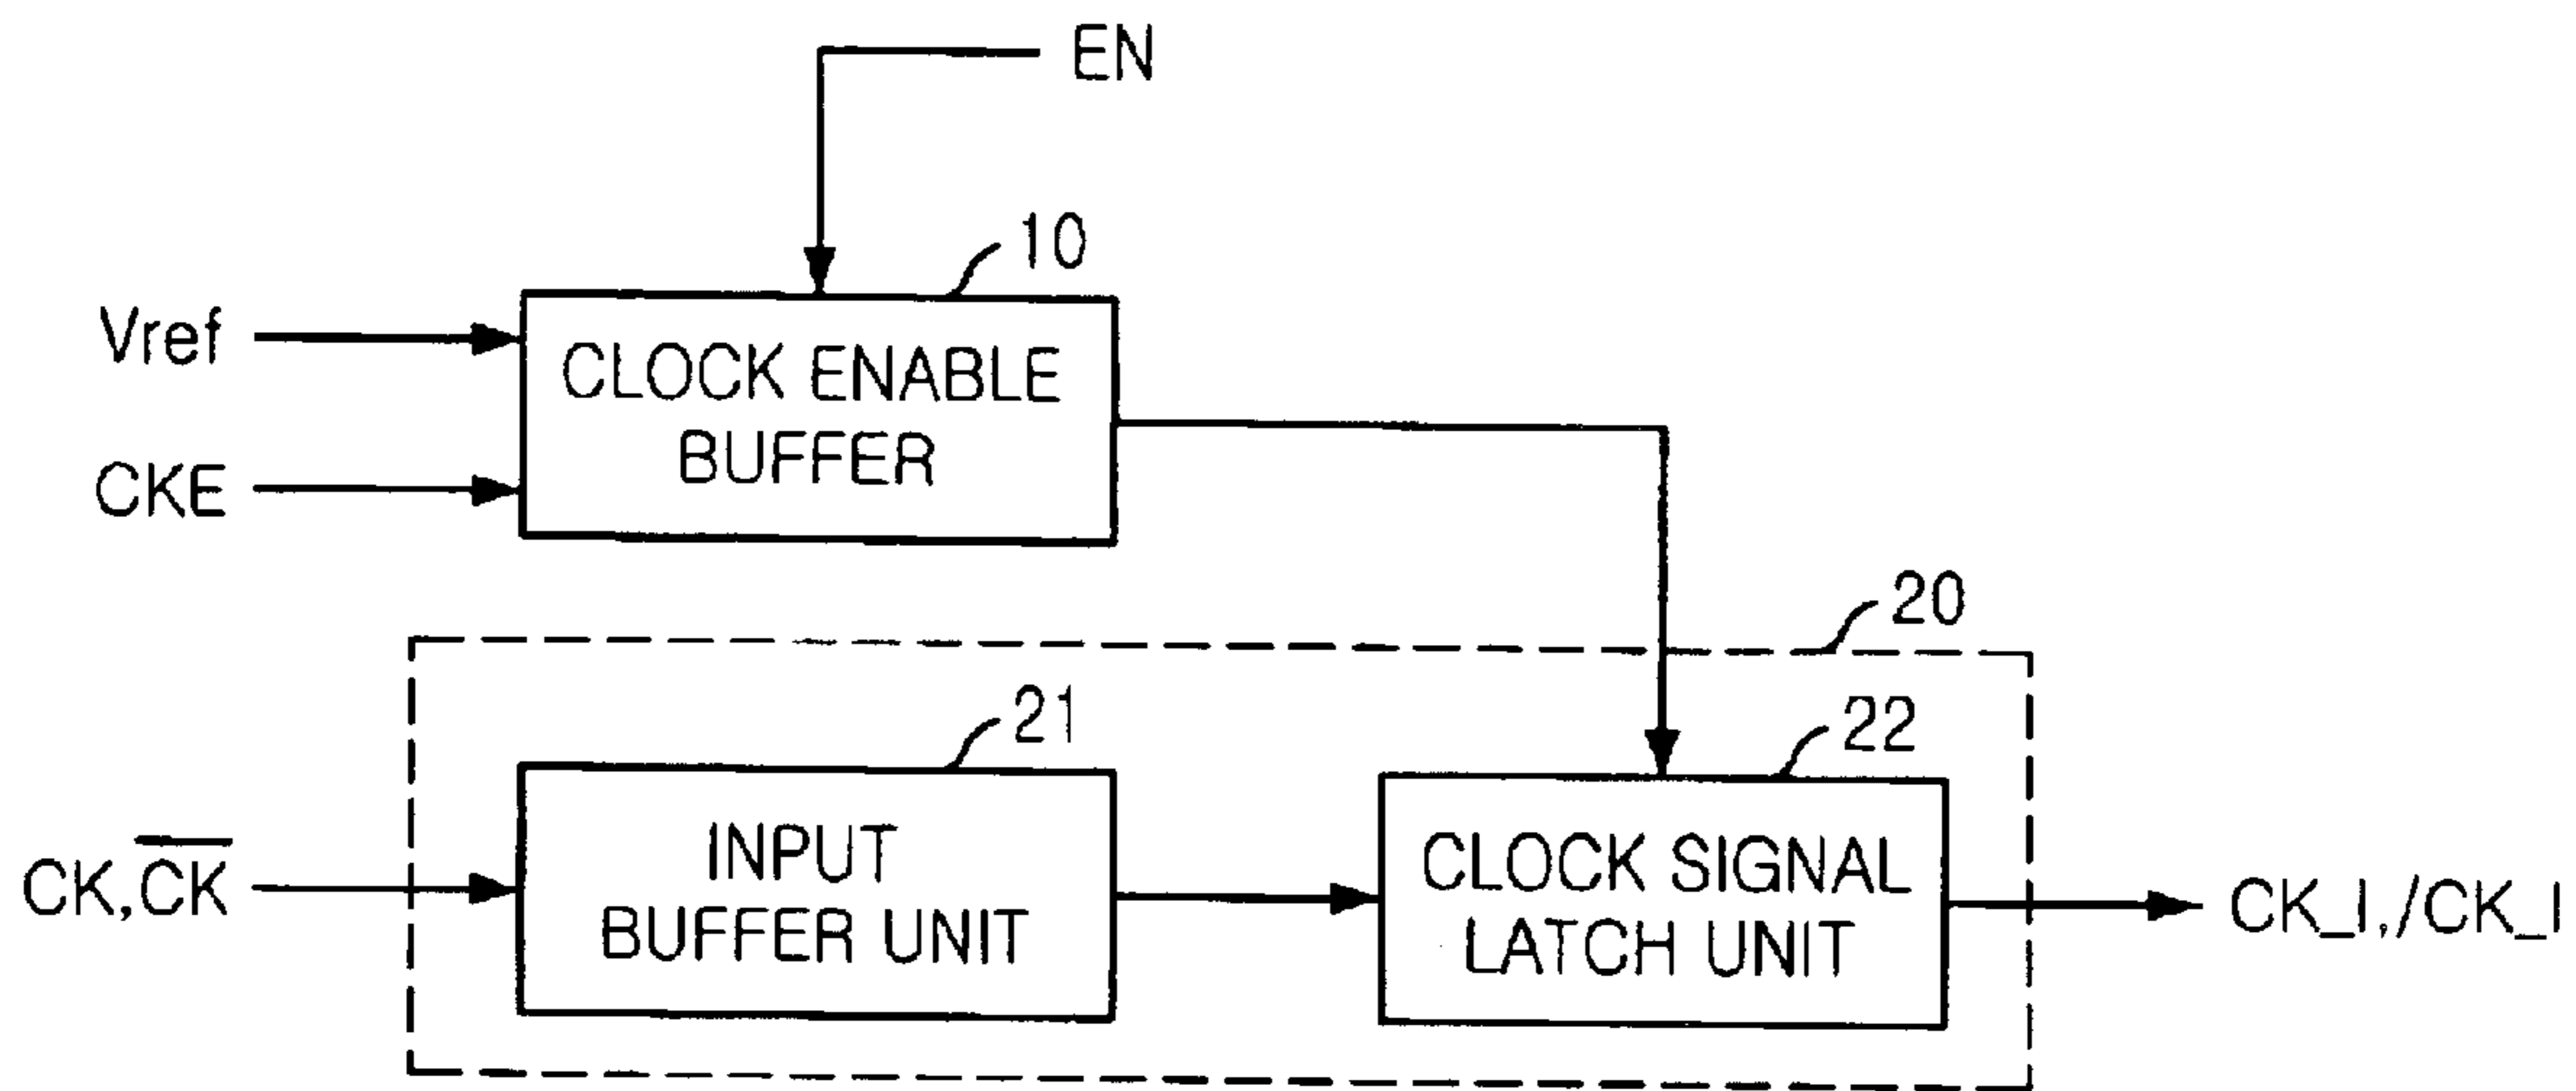 EN
10
Vref
CLOCK ENABLE
BUFFER
CKE
20
21
22
CK, C̅K̅
INPUT
BUFFER UNIT
CLOCK SIGNAL
LATCH UNIT
CK_I,/CK_I